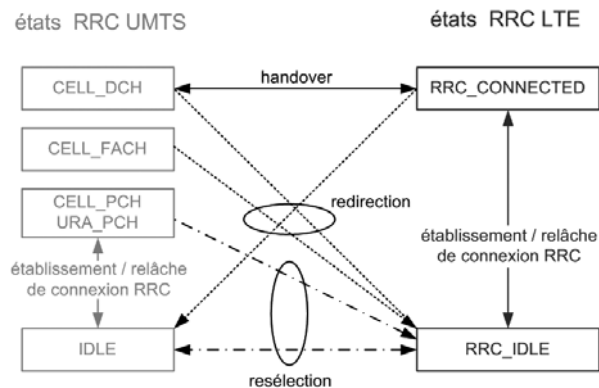 états RRC UMTS
états RRC LTE
CELL_DCH
handover
RRC_CONNECTED
CELL_FACH
CELL_PCH
URA_PCH
redirection
établissement / relâche
de connexion RRC
établissement / relâche
de connexion RRC
IDLE
RRC_IDLE
resélection